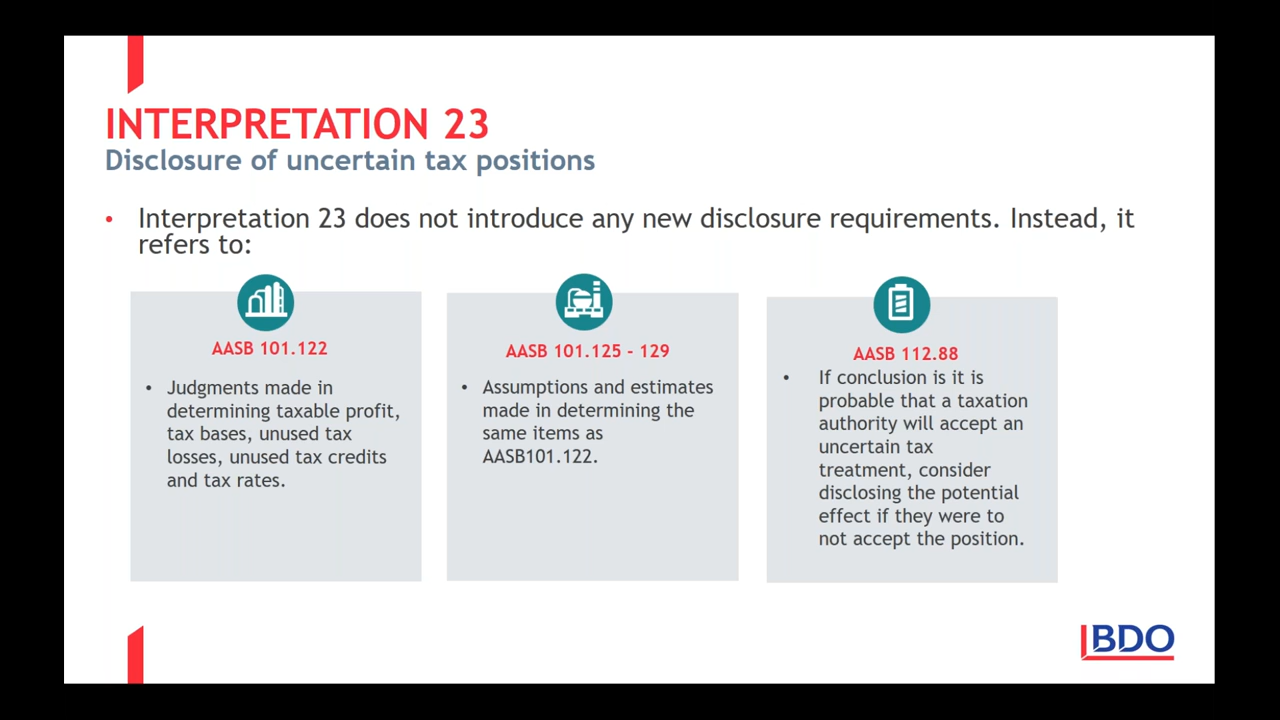 INTERPRETATION 23
Disclosure of uncertain tax positions
• Interpretation 23 does not introduce any new disclosure requirements. Instead, it
refers to:
AASB 101.122
• Judgments made in
determining taxable profit,
tax bases, unused tax
losses, unused tax credits
and tax rates.
AASB 101.125 - 129
• Assumptions and estimates
made in determining the
same items as
AASB101.122.
AASB 112.88
• If conclusion is it is
probable that a taxation
authority will accept an
uncertain tax
treatment, consider
disclosing the potential
effect if they were to
not accept the position.
BDO